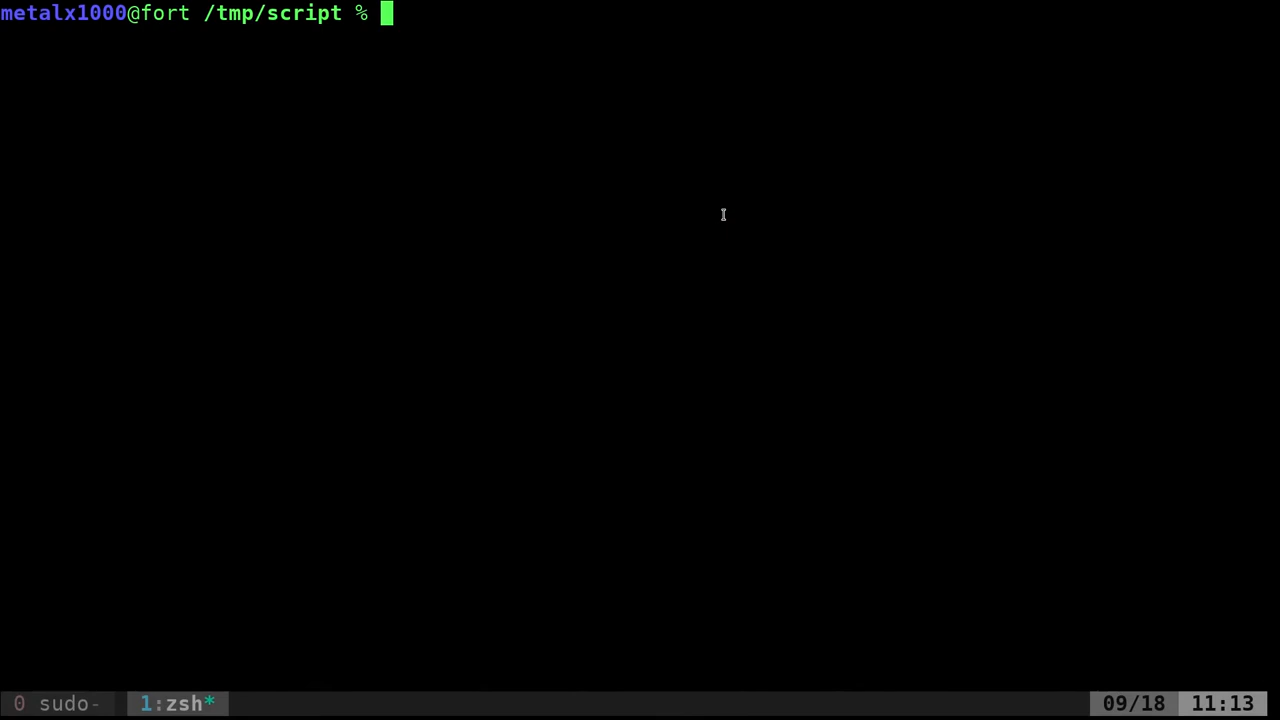 metalx1000@fort /tmp/script %
0 sudo- 1:zsh* 09/18 11:13